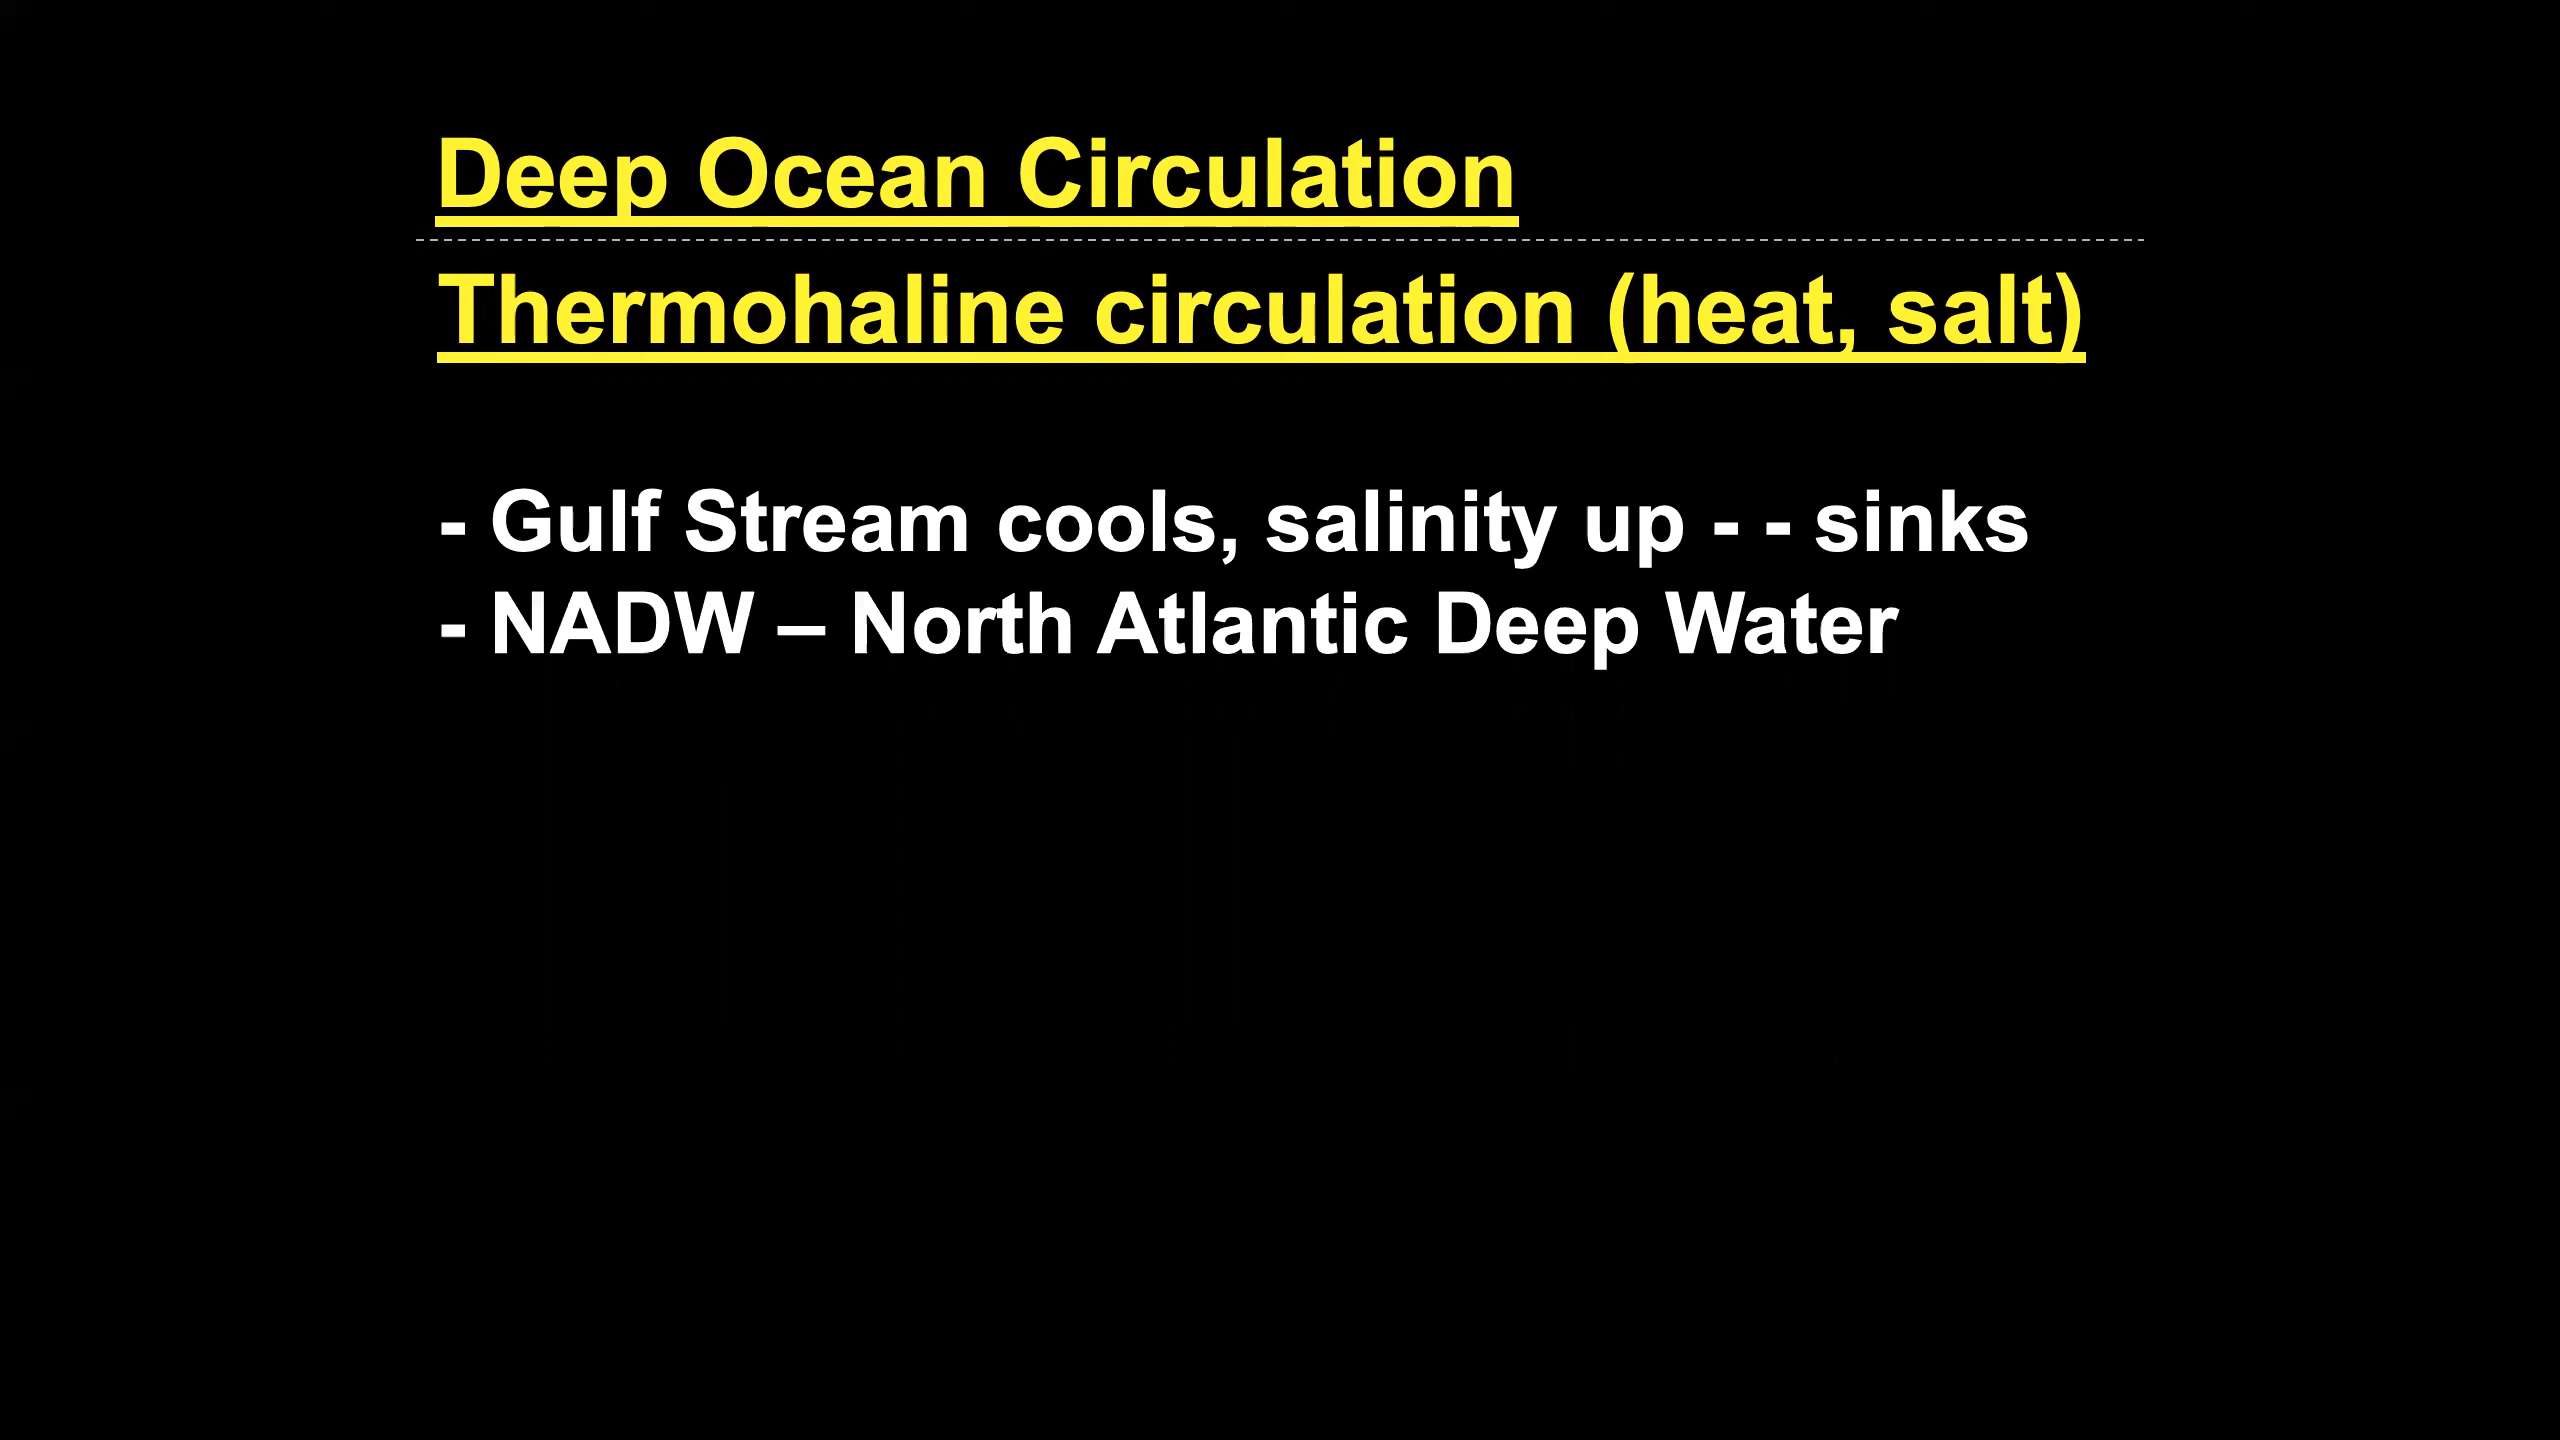 Deep Ocean Circulation
Thermohaline circulation (heat, salt)
- Gulf Stream cools, salinity up - - sinks
- NADW – North Atlantic Deep Water